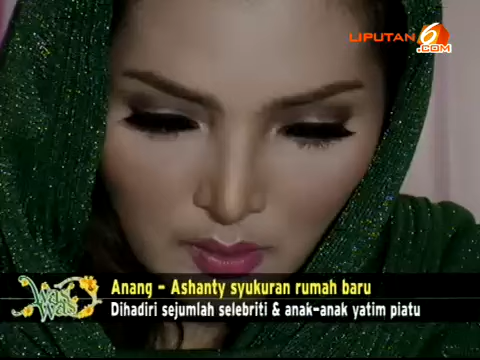 LIPUTAN 6
.COM
Was Was
Anang - Ashanty syukuran rumah baru
Dihadiri sejumlah selebriti & anak-anak yatim piatu